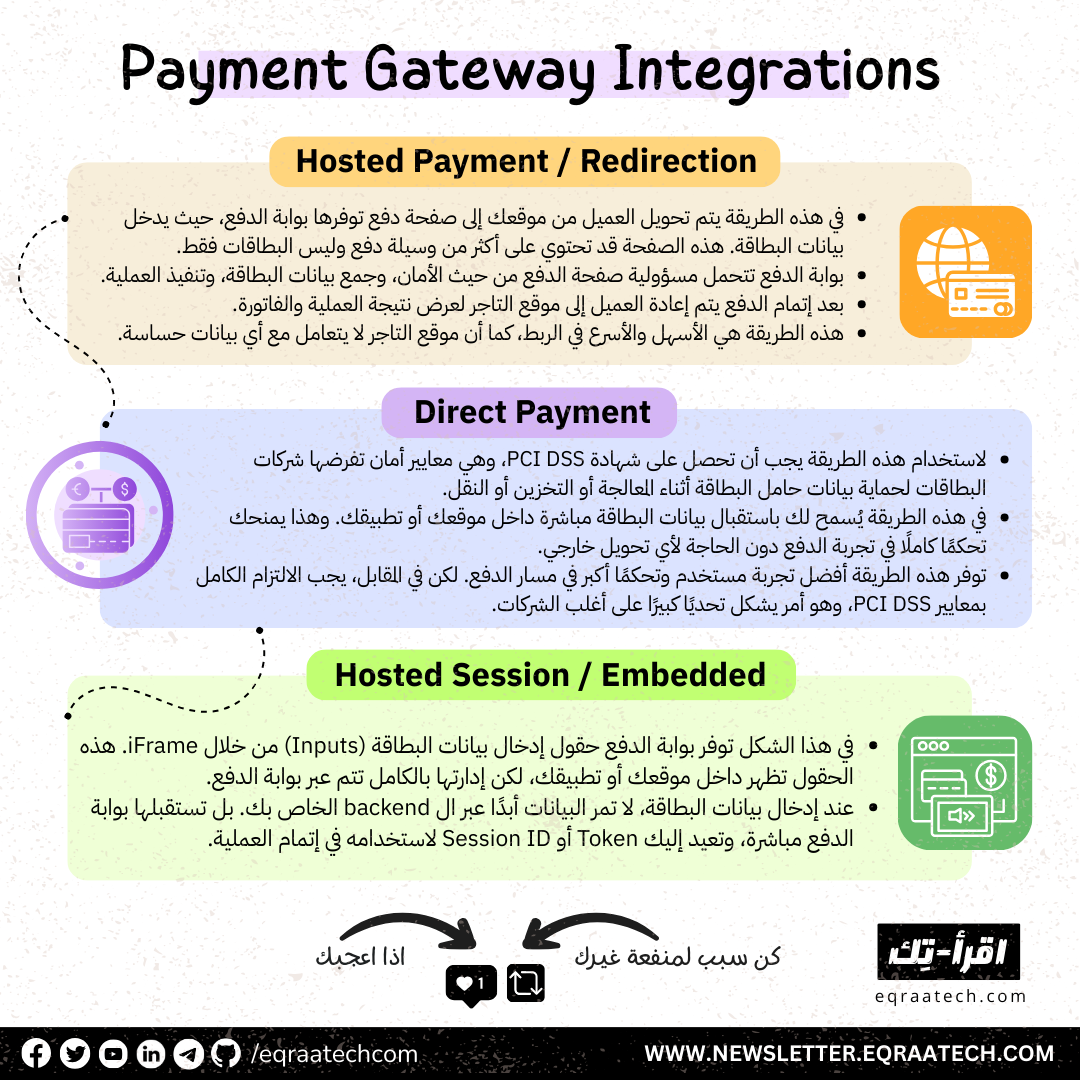 Payment Gateway Integrations
Hosted Payment / Redirection
• في هذه الطريقة يتم تحويل العميل من موقعك إلى صفحة دفع توفرها بوابة الدفع، حيث يدخل
بيانات البطاقة. هذه الصفحة قد تحتوي على أكثر من وسيلة دفع وليس البطاقات فقط.
• بوابة الدفع تتحمل مسؤولية صفحة الدفع من حيث الأمان، وجمع بيانات البطاقة، وتنفيذ العملية.
• بعد إتمام الدفع يتم إعادة العميل إلى موقع التاجر لعرض نتيجة العملية والفاتورة.
• هذه الطريقة هي الأسهل والأسرع في الربط، كما أن موقع التاجر لا يتعامل مع أي بيانات حساسة.
Direct Payment
€
$
• لاستخدام هذه الطريقة يجب أن تحصل على شهادة PCI DSS، وهي معايير أمان تفرضها شركات
البطاقات لحماية بيانات حامل البطاقة أثناء المعالجة أو التخزين أو النقل.
• في هذه الطريقة يُسمح لك باستقبال بيانات البطاقة مباشرة داخل موقعك أو تطبيقك. وهذا يمنحك
تحكمًا كاملًا في تجربة الدفع دون الحاجة لأي تحويل خارجي.
• توفر هذه الطريقة أفضل تجربة مستخدم وتحكمًا أكبر في مسار الدفع. لكن في المقابل، يجب الالتزام الكامل
بمعايير PCI DSS، وهو أمر يشكل تحديًا كبيرًا على أغلب الشركات.
Hosted Session / Embedded
• في هذا الشكل توفر بوابة الدفع حقول إدخال بيانات البطاقة (Inputs) من خلال iFrame. هذه
الحقول تظهر داخل موقعك أو تطبيقك، لكن إدارتها بالكامل تتم عبر بوابة الدفع.
• عند إدخال بيانات البطاقة، لا تمر البيانات أبدًا عبر ال backend الخاص بك. بل تستقبلها بوابة
الدفع مباشرة، وتعيد إليك Token أو Session ID لاستخدامه في إتمام العملية.
$
كن سبب لمنفعة غيرك
اذا اعجبك
1
اقرأ-تِك
eqraatech.com
/eqraatechcom
WWW.NEWSLETTER.EQRAATECH.COM